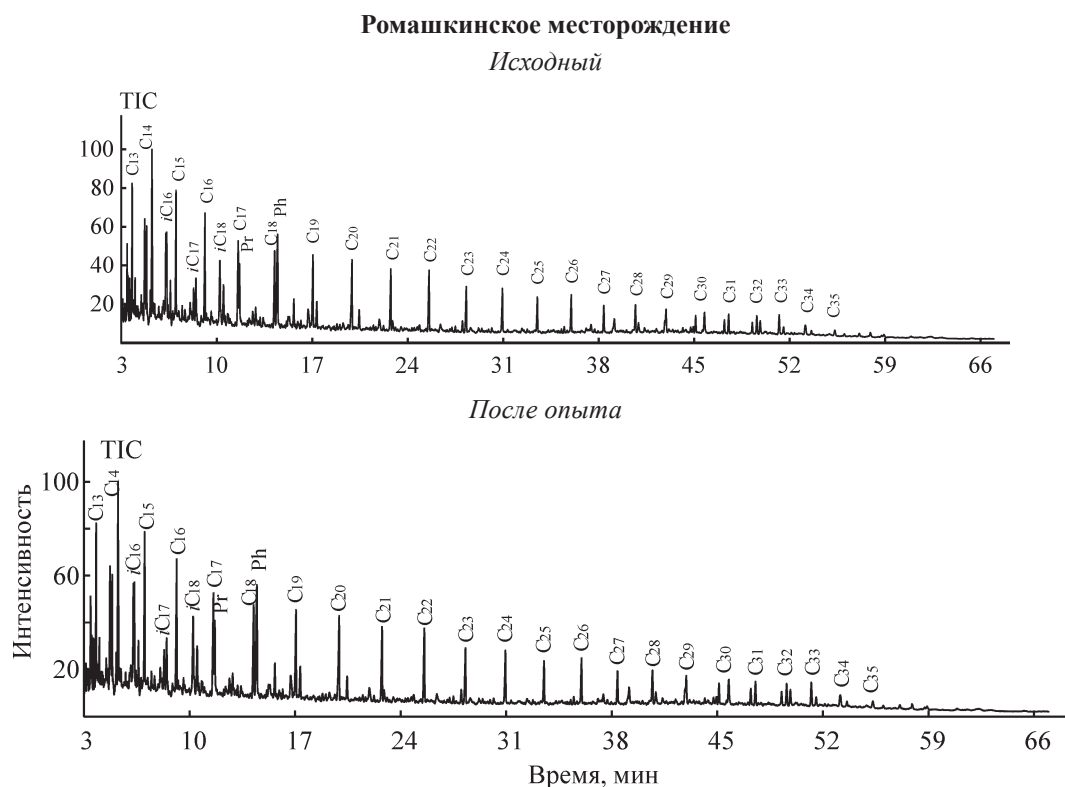 Ромашкинское месторождение
Исходный
TIC
100
80
60
40
20
C13
C14
iC16
C15
iC17
C16
iC18
C17
Pr
C18
Ph
C19
C20
C21
C22
C23
C24
C25
C26
C27
C28
C29
C30
C31
C32
C33
C34
C35
3 10 17 24 31 38 45 52 59 66
После опыта
TIC
Интенсивность
100
60
20
C13
C14
iC16
C15
iC17
C16
iC18
C17
Pr
C18
Ph
C19
C20
C21
C22
C23
C24
C25
C26
C27
C28
C29
C30
C31
C32
C33
C34
C35
3 10 17 24 31 38 45 52 59 66
Время, мин